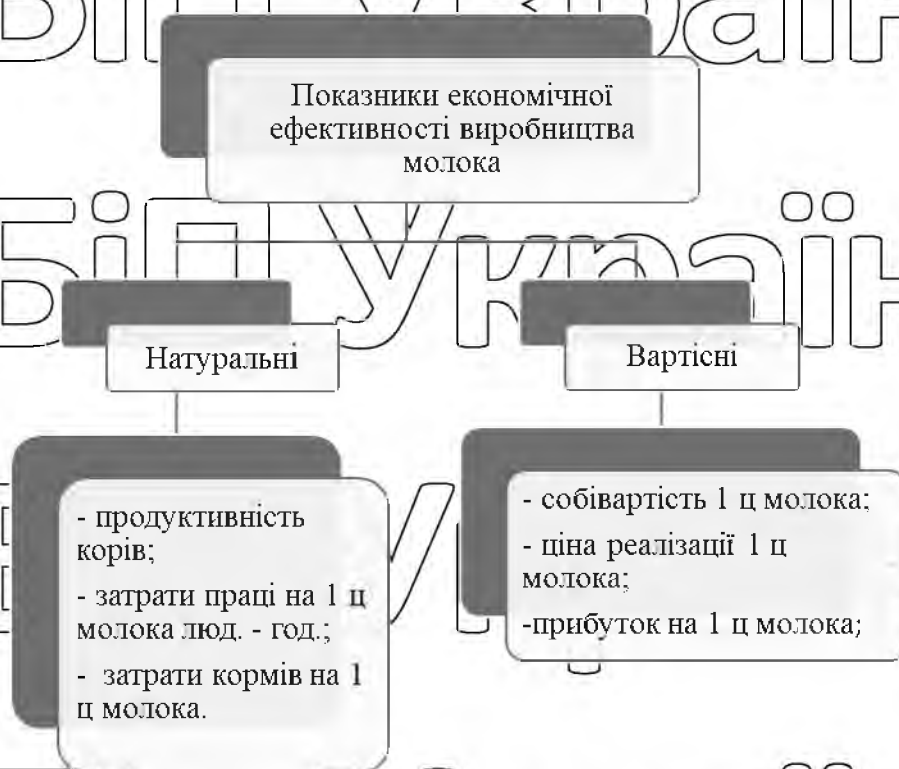 Показники економічної
ефективності виробництва
молока
Натуральні
Вартісні
- продуктивність
корів;
- затрати праці на 1 ц
молока люд. - год.;
- затрати кормів на 1
ц молока.
- собівартість 1 ц молока;
- ціна реалізації 1 ц
молока;
-прибуток на 1 ц молока;